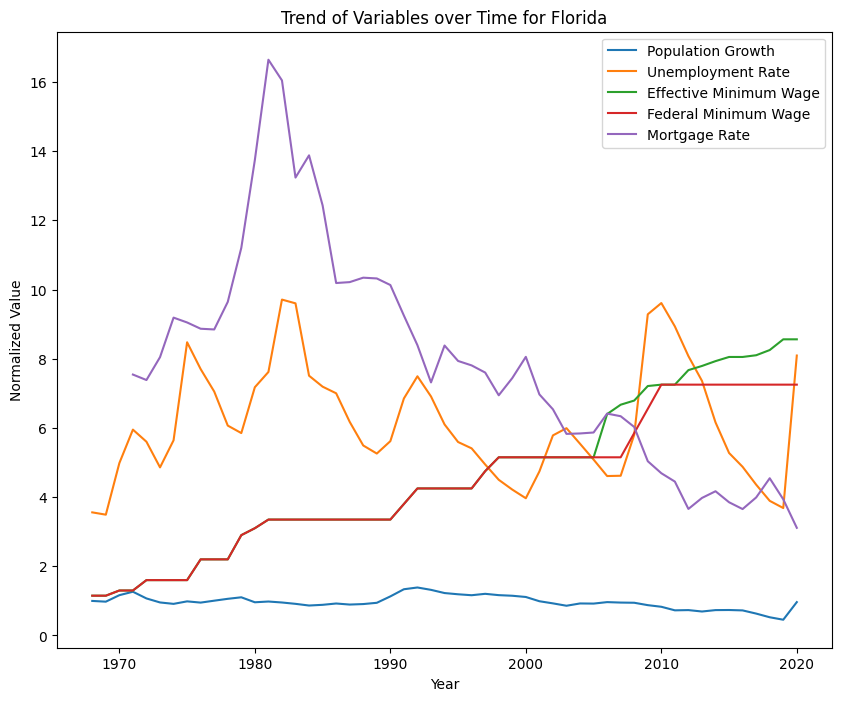 Trend of Variables over Time for Florida
Population Growth
Unemployment Rate
Effective Minimum Wage
Federal Minimum Wage
Mortgage Rate
Normalized Value
16
14
12
10
8
6
4
2
0
1970
1980
1990
2000
2010
2020
Year